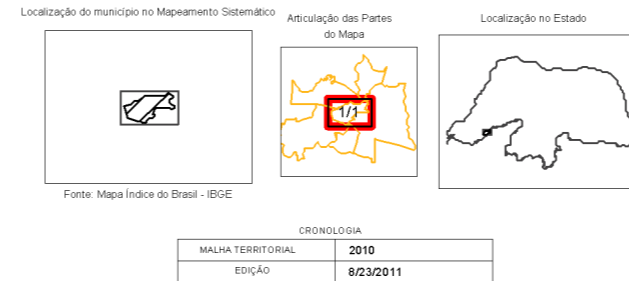 Localização do município no Mapeamento Sistemático
Articulação das Partes
do Mapa
Localização no Estado
1/1
Fonte: Mapa Índice do Brasil - IBGE
CRONOLOGIA
MALHA TERRITORIAL 2010
EDIÇÃO 8/23/2011